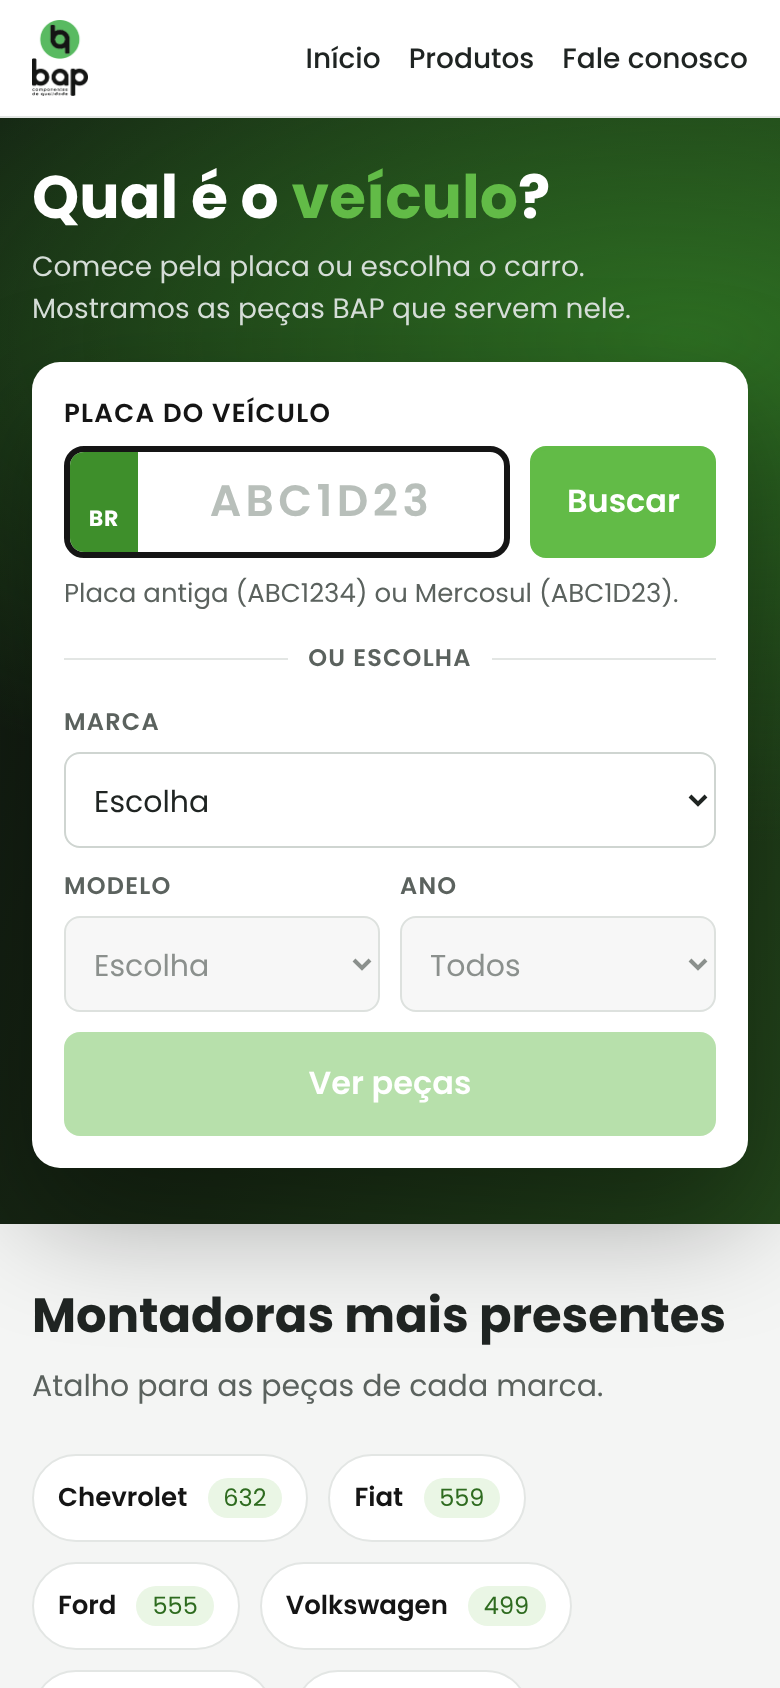 bap
componentes
de qualidade
Início Produtos Fale conosco
Qual é o veículo?
Comece pela placa ou escolha o carro.
Mostramos as peças BAP que servem nele.
PLACA DO VEÍCULO
BR ABC1D23 Buscar
Placa antiga (ABC1234) ou Mercosul (ABC1D23).
OU ESCOLHA
MARCA
Escolha
MODELO ANO
Escolha Todos
Ver peças
Montadoras mais presentes
Atalho para as peças de cada marca.
Chevrolet 632 Fiat 559
Ford 555 Volkswagen 499